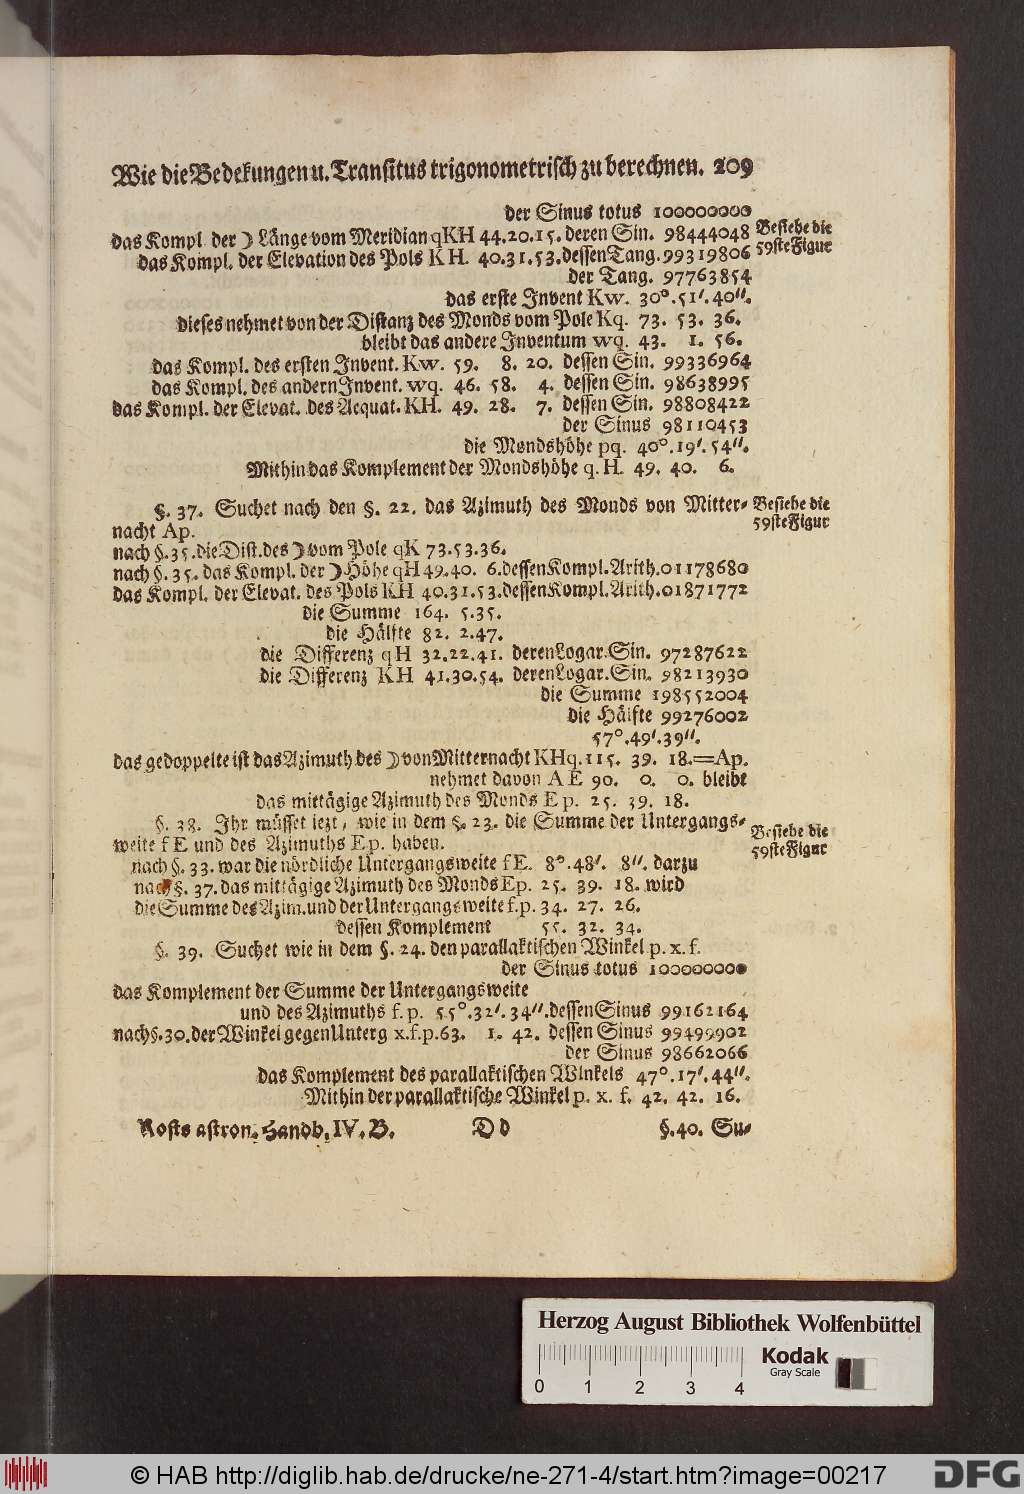 Wie die Bedekungen u. Transitus trigonometrisch zu berechnen. 209
der Sinus totus 100000000
das Kompl. der ☽ Länge vom Meridian qKH 44.20.15. deren Sin. 98444048
Besiehe die
59ste Figur
das Kompl. der Elevation des Pols KH. 40.31.53. dessen Tang. 99319806
der Tang. 97763854
das erste Invent Kw. 30°.51′.40″.
dieses nehmet von der Distanz des Monds vom Pole Kq. 73. 53. 36.
bleibt das andere Inventum wq. 43. 1. 56.
das Kompl. des ersten Invent. Kw. 59. 8. 20. dessen Sin. 99336964
das Kompl. des andern Invent. wq. 46. 58. 4. dessen Sin. 98638995
das Kompl. der Elevat. des Aequat. KH. 49. 28. 7. dessen Sin. 98808422
der Sinus 98110453
die Mondshöhe pq. 40°.19′.54″.
Mithin das Komplement der Mondshöhe q. H. 49. 40. 6.
§. 37. Suchet nach den §. 22. das Azimuth des Monds von Mitter-
Besiehe die
59ste Figur
nacht Ap.
nach §. 35. die Dist. des ☽ vom Pole qK 73.53.36.
nach §. 35. das Kompl. der ☽ Höhe qH 49.40. 6. dessen Kompl. Arith. 01178680
das Kompl. der Elevat. des Pols KH 40.31.53. dessen Kompl. Arith. 01871772
die Summe 164. 5.35.
die Hälfte 82. 2.47.
die Differenz qH 32.22.41. deren Logar. Sin. 97287622
die Differenz KH 41.30.54. deren Logar. Sin. 98213930
die Summe 198552004
die Hälfte 99276002
57°.49′.39″.
das gedoppelte ist das Azimuth des ☽ von Mitternacht KHq. 115. 39. 18.=Ap.
nehmet davon AE 90. 0. 0. bleibt
das mittägige Azimuth des Monds Ep. 25. 39. 18.
§. 38. Ihr müsset iezt, wie in dem §. 23. die Summe der Untergangs-
Besiehe die
59ste Figur
weite fE und des Azimuths Ep. haben.
nach §. 33. war die nördliche Untergangsweite fE. 8°.48′. 8″. darzu
nach §. 37. das mittägige Azimuth des Monds Ep. 25. 39. 18. wird
die Summe des Azim. und der Untergangsweite f.p. 34. 27. 26.
dessen Komplement 55. 32. 34.
§. 39. Suchet wie in dem §. 24. den parallaktischen Winkel p. x. f.
der Sinus totus 100000000
das Komplement der Summe der Untergangsweite
und des Azimuths f. p. 55°.32′.34″. dessen Sinus 99162164
nach §. 30. der Winkel gegen Unterg x.f.p. 63. 1. 42. dessen Sinus 99499902
der Sinus 98662066
das Komplement des parallaktischen Winkels 47°.17′.44″.
Mithin der parallaktische Winkel p. x. f. 42. 42. 16.
Rosts astron. Handb. IV. B. D d §. 40. Su-
Herzog August Bibliothek Wolfenbüttel
Kodak
Gray Scale
0 1 2 3 4
© HAB http://diglib.hab.de/drucke/ne-271-4/start.htm?image=00217
DFG